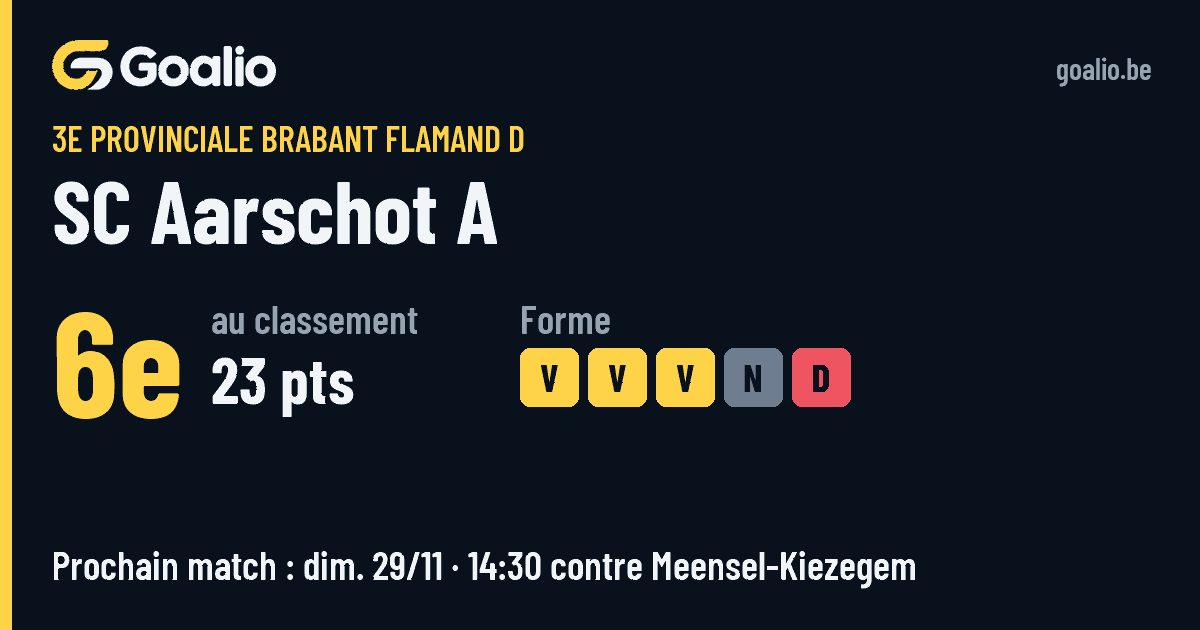 Goalio
goalio.be
3E PROVINCIALE BRABANT FLAMAND D
SC Aarschot A
6e
au classement
23 pts
Forme
V V V N D
Prochain match : dim. 29/11 · 14:30 contre Meensel-Kiezegem